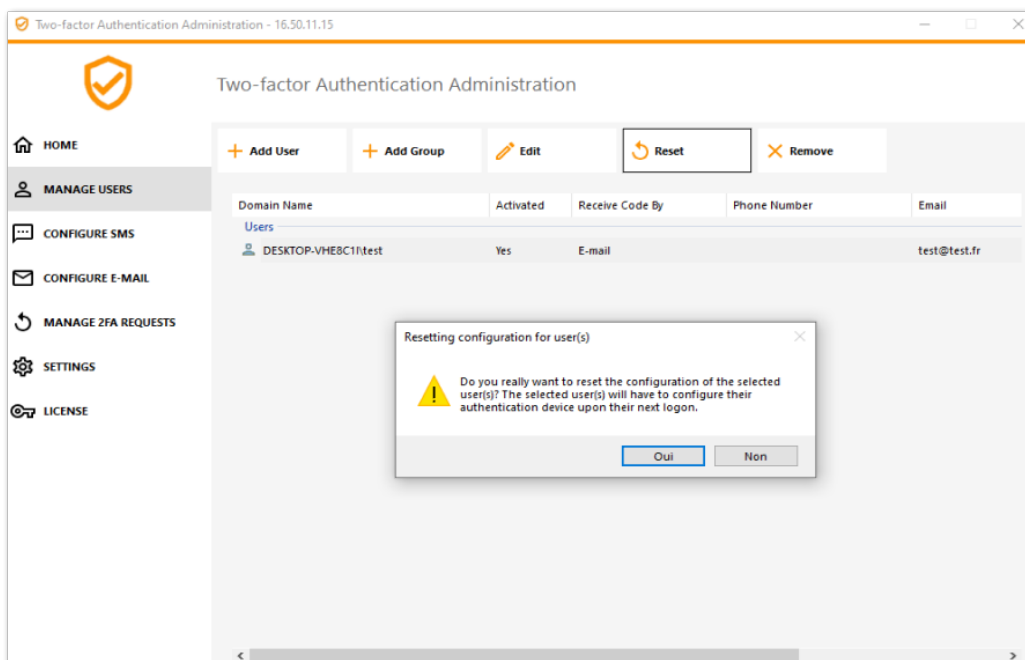 Two-factor Authentication Administration - 16.50.11.15
Two-factor Authentication Administration
HOME
MANAGE USERS
CONFIGURE SMS
CONFIGURE E-MAIL
MANAGE 2FA REQUESTS
SETTINGS
LICENSE
Add User Add Group Edit Reset Remove
Domain Name Activated Receive Code By Phone Number Email
Users
DESKTOP-VHE8C1I\test Yes E-mail test@test.fr
Resetting configuration for user(s)
Do you really want to reset the configuration of the selected
user(s)? The selected user(s) will have to configure their
authentication device upon their next logon.
Oui Non